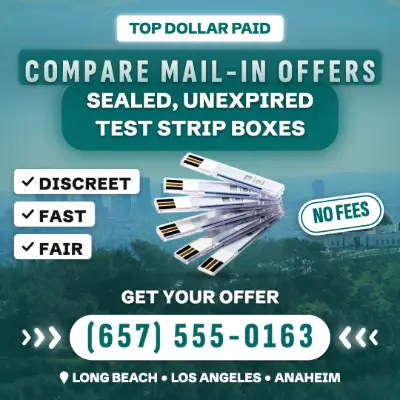 TOP DOLLAR PAID
COMPARE MAIL-IN OFFERS
SEALED, UNEXPIRED
TEST STRIP BOXES
DISCREET
FAST
FAIR
NO FEES
GET YOUR OFFER
(657) 555-0163
LONG BEACH • LOS ANGELES • ANAHEIM